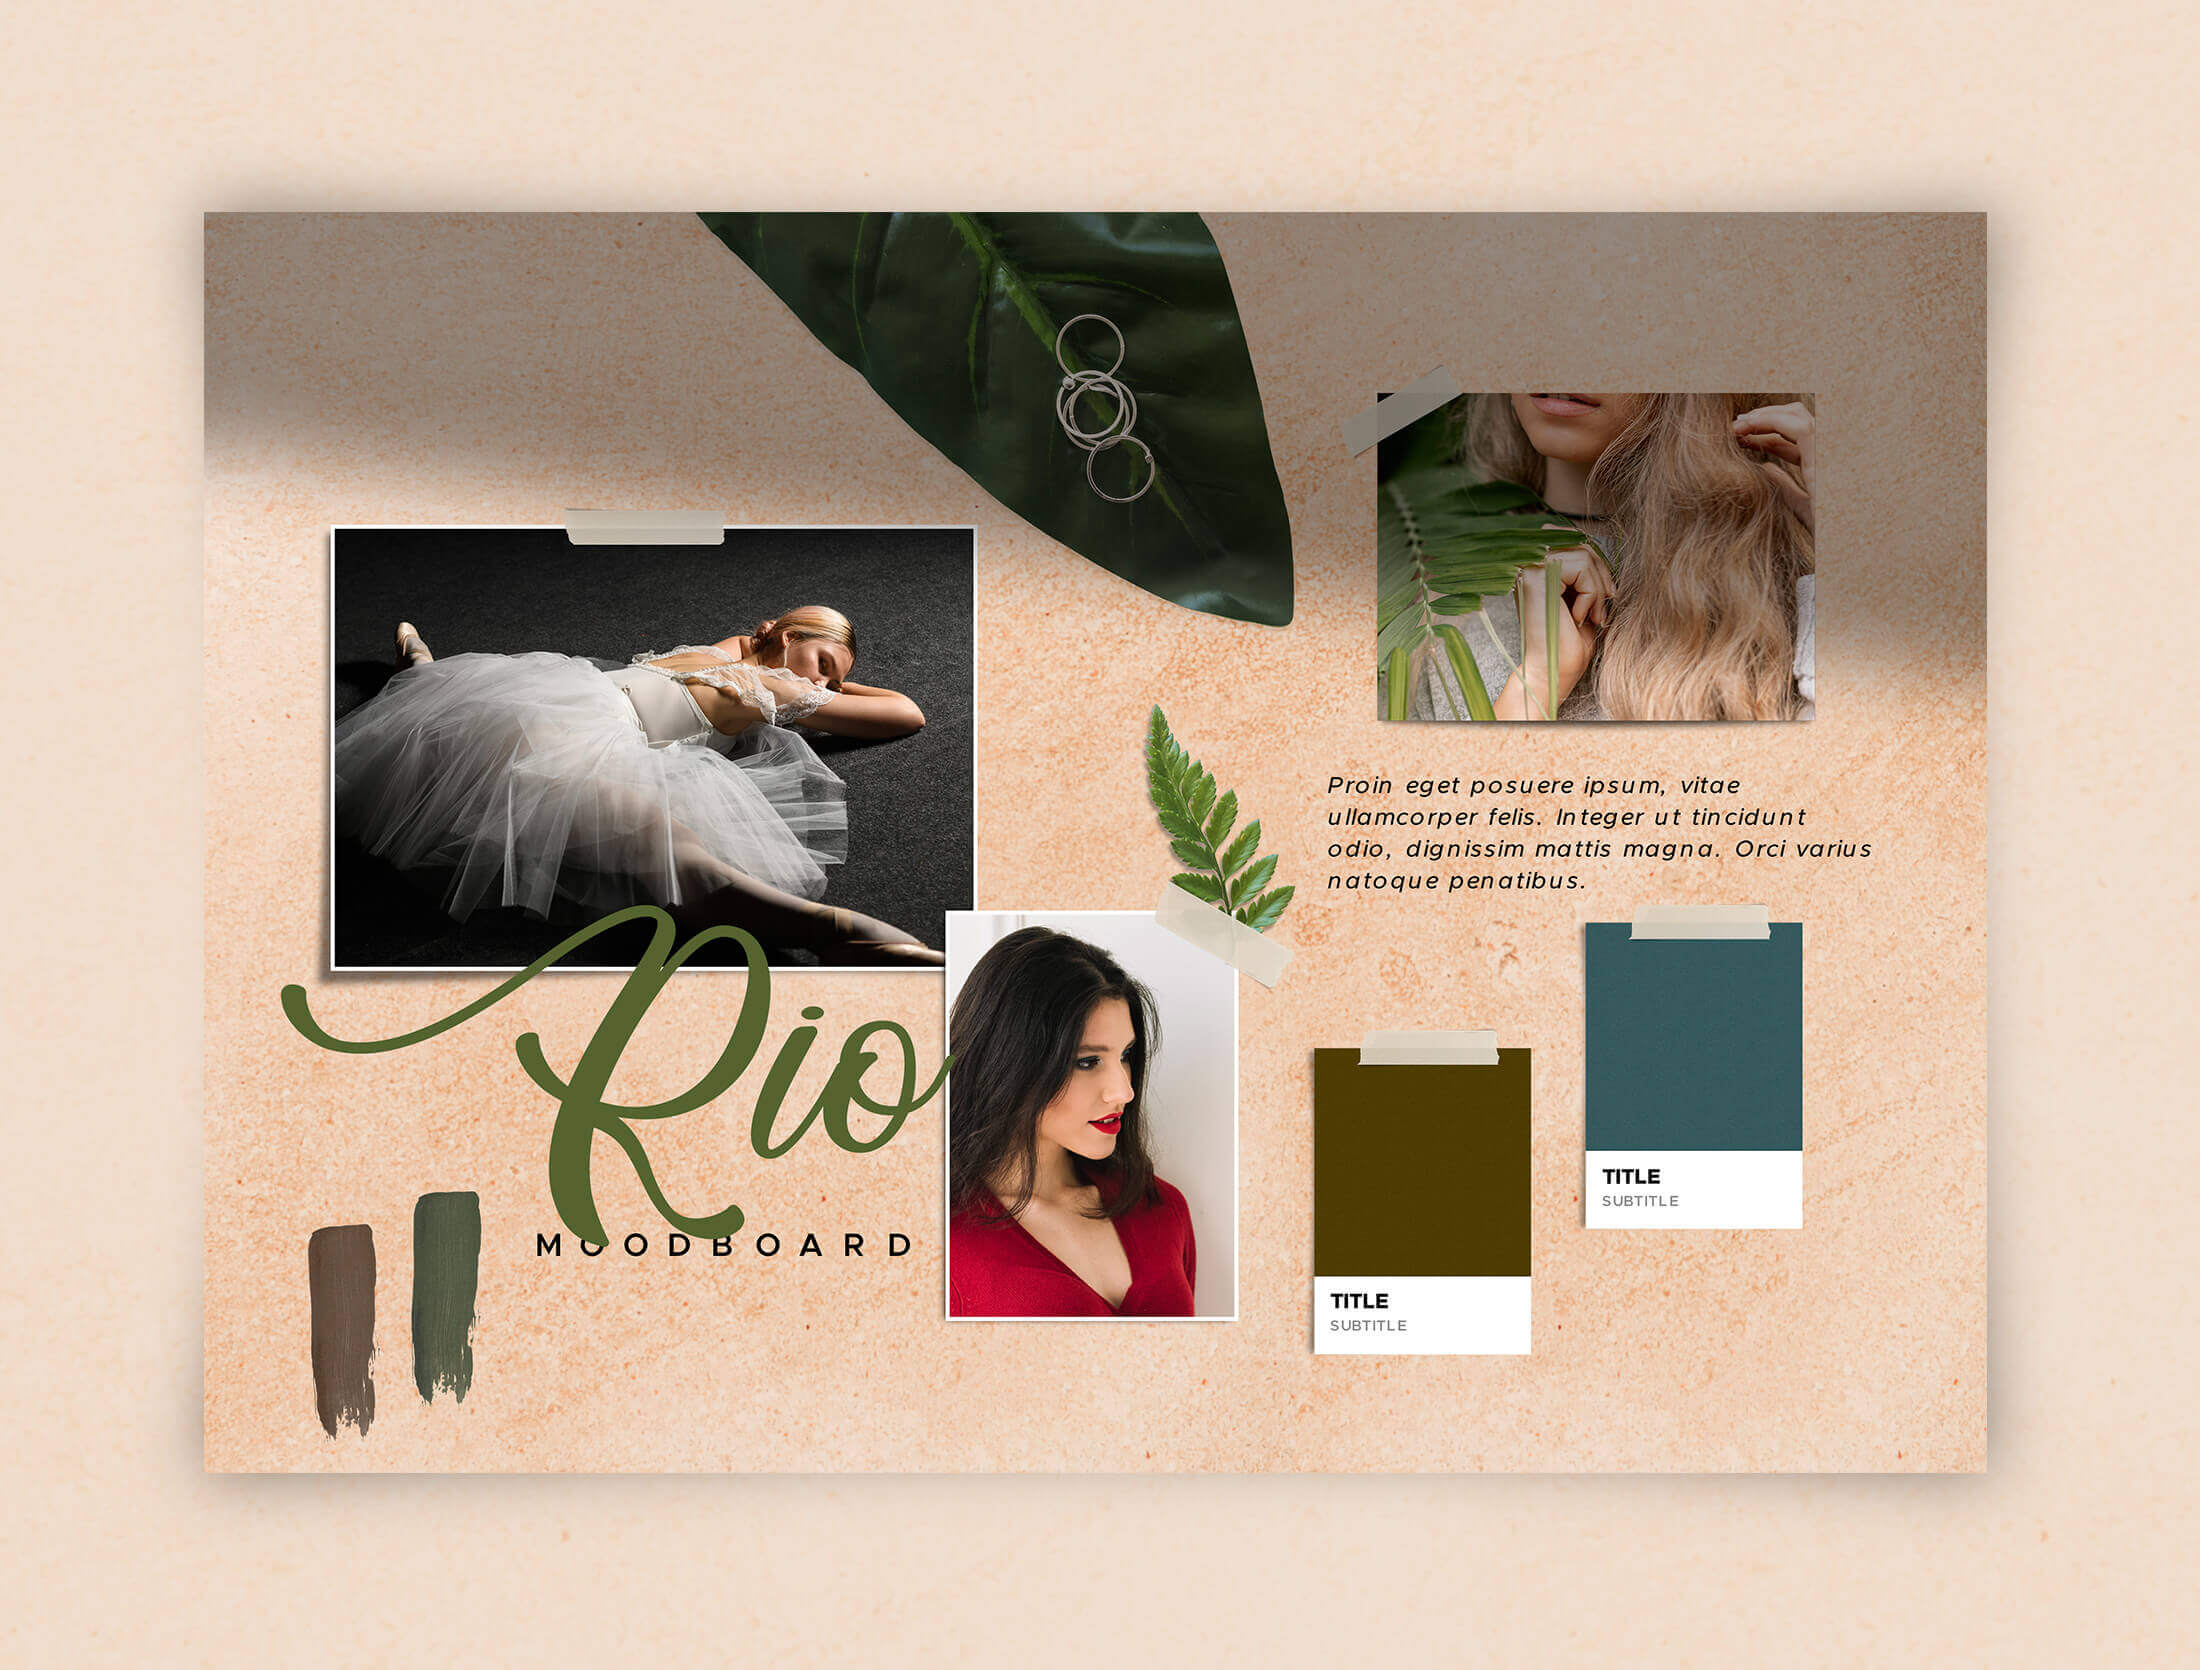 Proin eget posuere ipsum, vitae
ullamcorper felis. Integer ut tincidunt
odio, dignissim mattis magna. Orci varius
natoque penatibus.
Rio
MOODBOARD
TITLE
SUBTITLE
TITLE
SUBTITLE